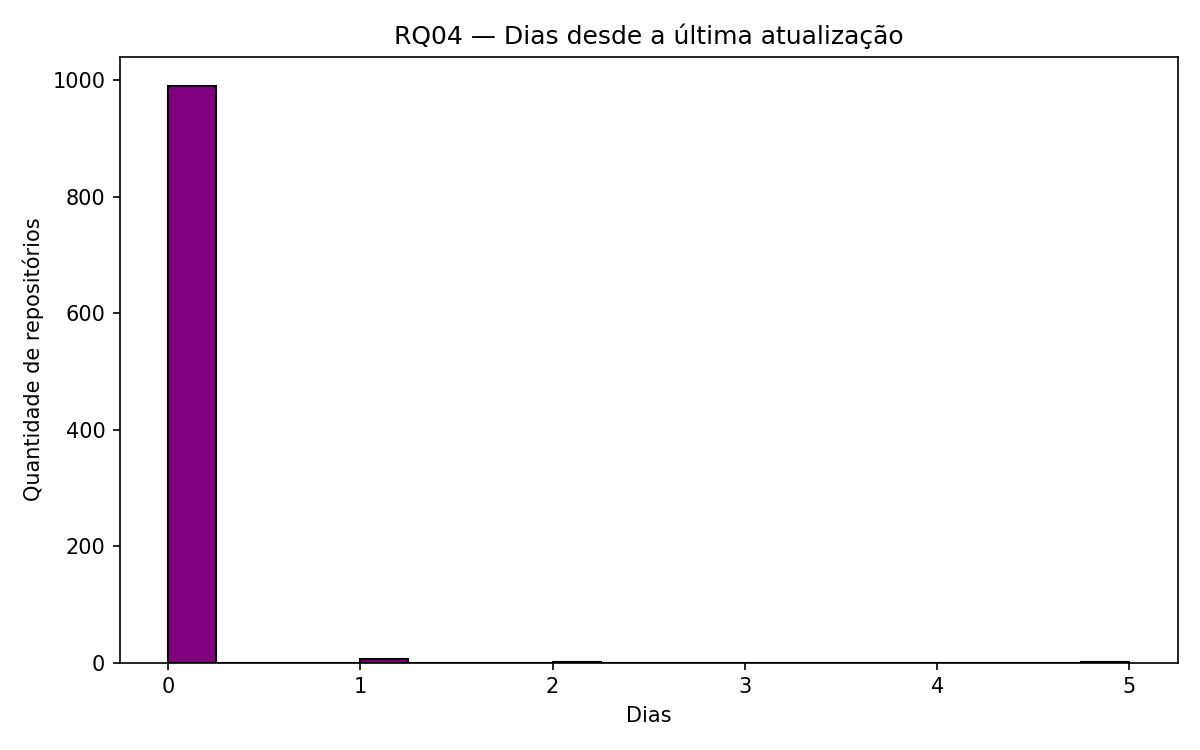 RQ04 — Dias desde a última atualização
1000
800
600
400
200
0
Quantidade de repositórios
0 1 2 3 4 5
Dias